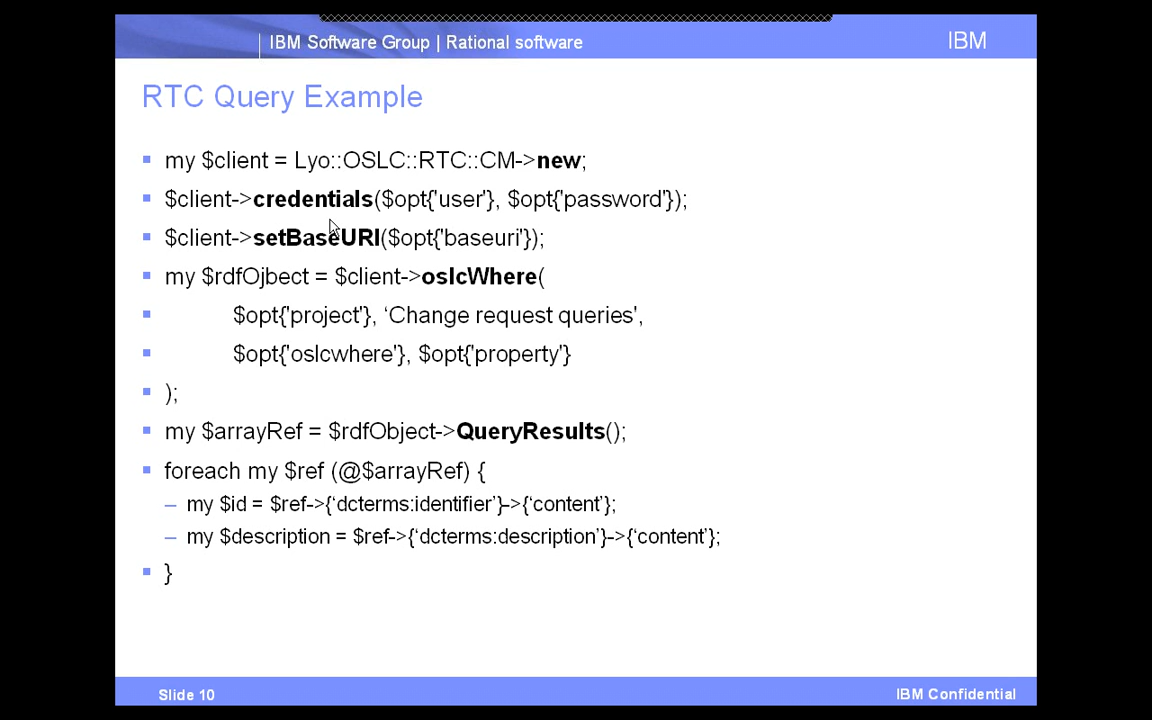 IBM Software Group | Rational software
IBM
RTC Query Example
my $client = Lyo::OSLC::RTC::CM->new;
$client->credentials($opt{'user'}, $opt{'password'});
$client->setBaseURI($opt{'baseuri'});
my $rdfOjbect = $client->oslcWhere(
$opt{'project'}, ‘Change request queries’,
$opt{'oslcwhere'}, $opt{'property'}
);
my $arrayRef = $rdfObject->QueryResults();
foreach my $ref (@$arrayRef) {
– my $id = $ref->{‘dcterms:identifier’}->{‘content’};
– my $description = $ref->{‘dcterms:description’}->{‘content’};
}
Slide 10
IBM Confidential